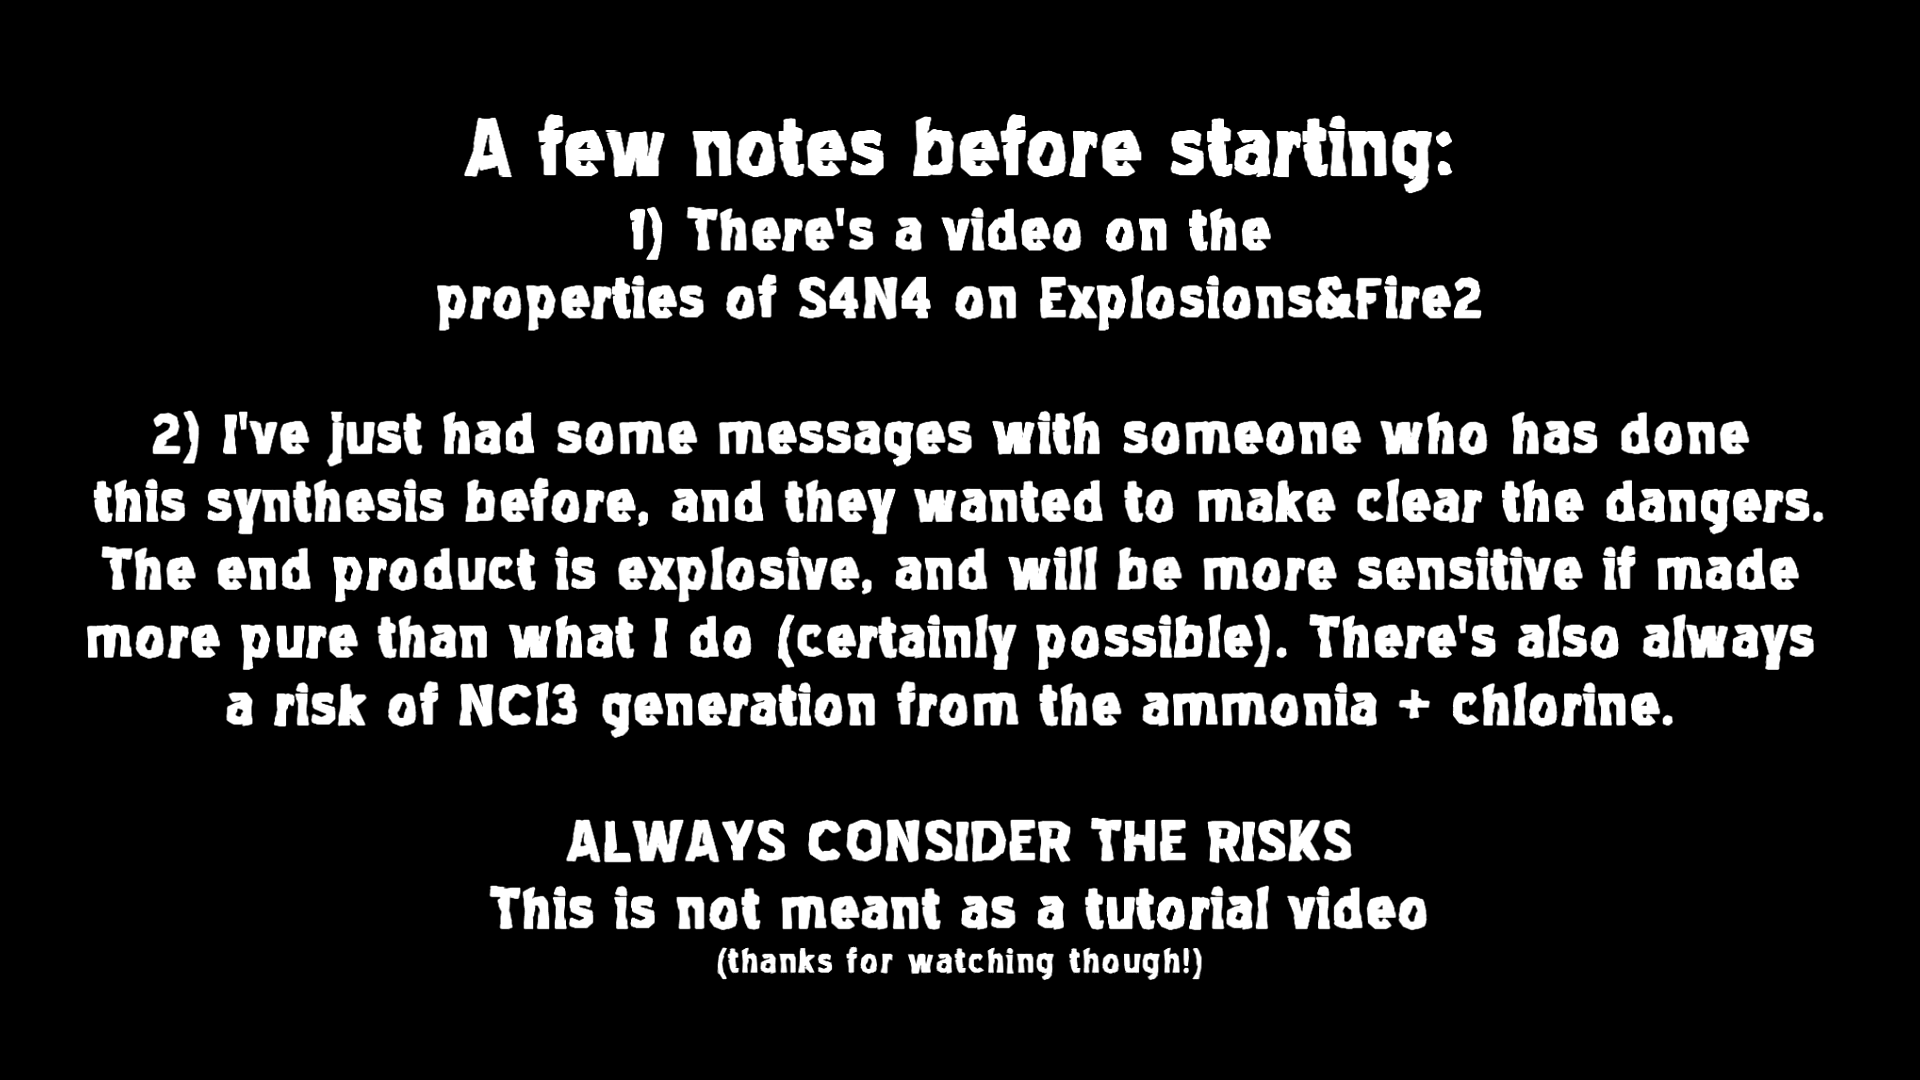 A few notes before starting:
1) There's a video on the
properties of S4N4 on Explosions&Fire2
2) I've just had some messages with someone who has done
this synthesis before, and they wanted to make clear the dangers.
The end product is explosive, and will be more sensitive if made
more pure than what I do (certainly possible). There's also always
a risk of NCl3 generation from the ammonia + chlorine.
ALWAYS CONSIDER THE RISKS
This is not meant as a tutorial video
(thanks for watching though!)